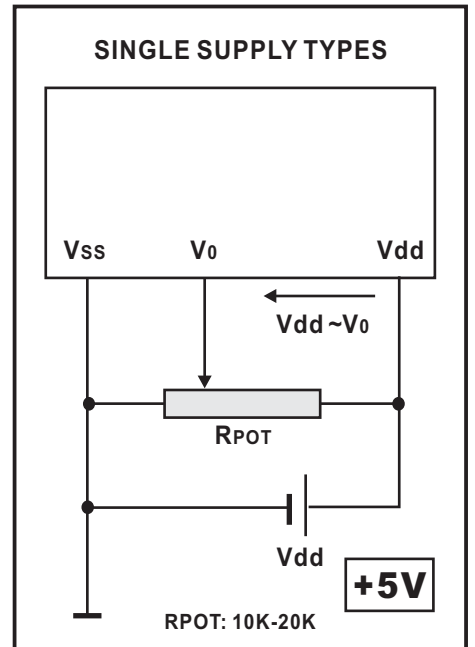 SINGLE SUPPLY TYPES
Vss V0 Vdd
Vdd ~V0
RPOT
Vdd
+5V
RPOT: 10K-20K